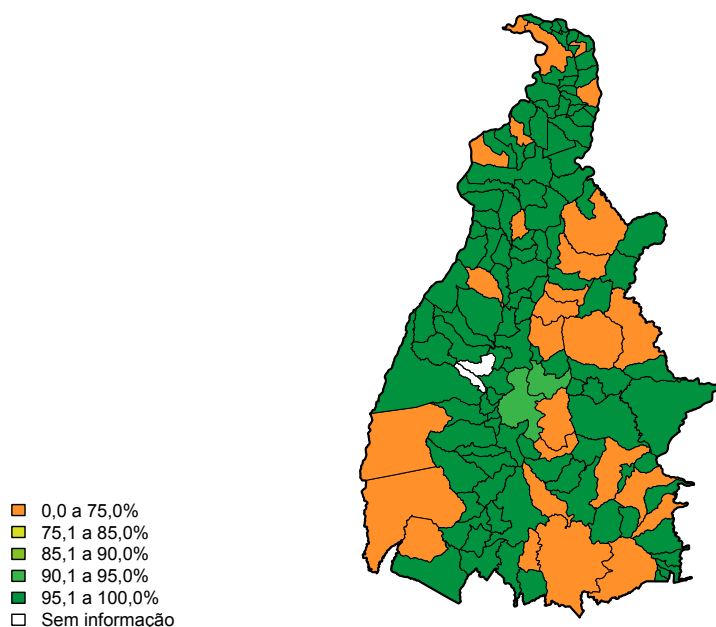 0,0 a 75,0%
75,1 a 85,0%
85,1 a 90,0%
90,1 a 95,0%
95,1 a 100,0%
Sem informação